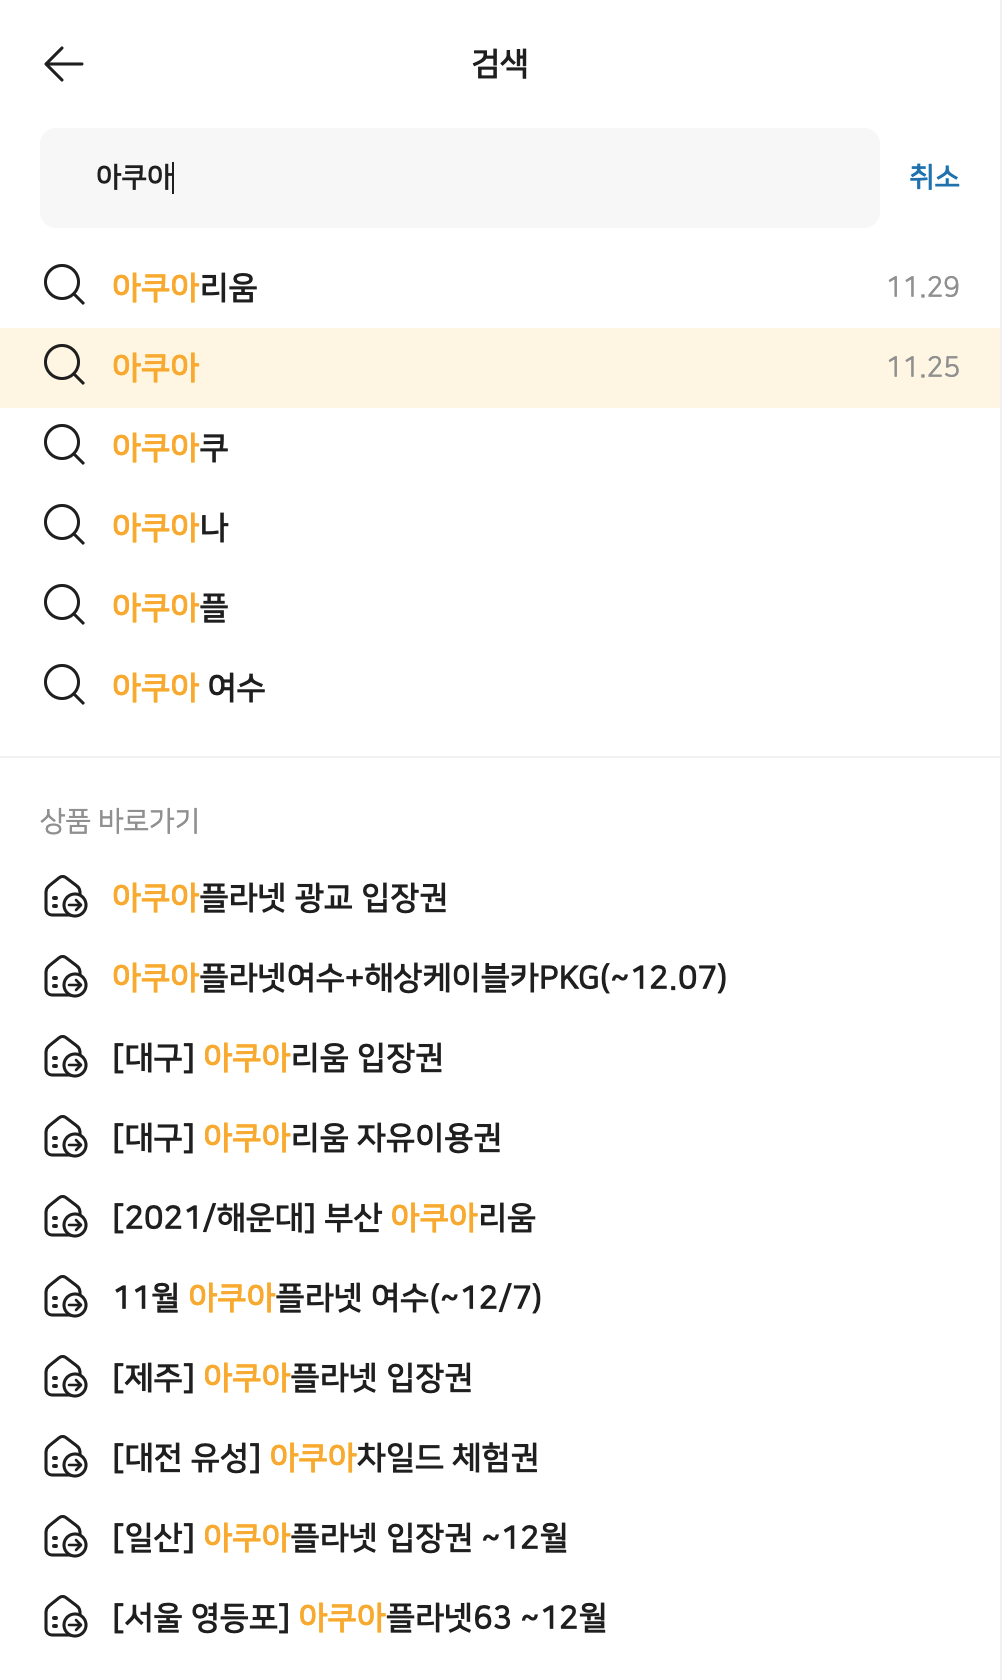 검색
아쿠아
취소
아쿠아리움 11.29
아쿠아 11.25
아쿠아쿠
아쿠아나
아쿠아플
아쿠아 여수
상품 바로가기
아쿠아플라넷 광교 입장권
아쿠아플라넷여수+해상케이블카PKG(~12.07)
[대구] 아쿠아리움 입장권
[대구] 아쿠아리움 자유이용권
[2021/해운대] 부산 아쿠아리움
11월 아쿠아플라넷 여수(~12/7)
[제주] 아쿠아플라넷 입장권
[대전 유성] 아쿠아차일드 체험권
[일산] 아쿠아플라넷 입장권 ~12월
[서울 영등포] 아쿠아플라넷63 ~12월